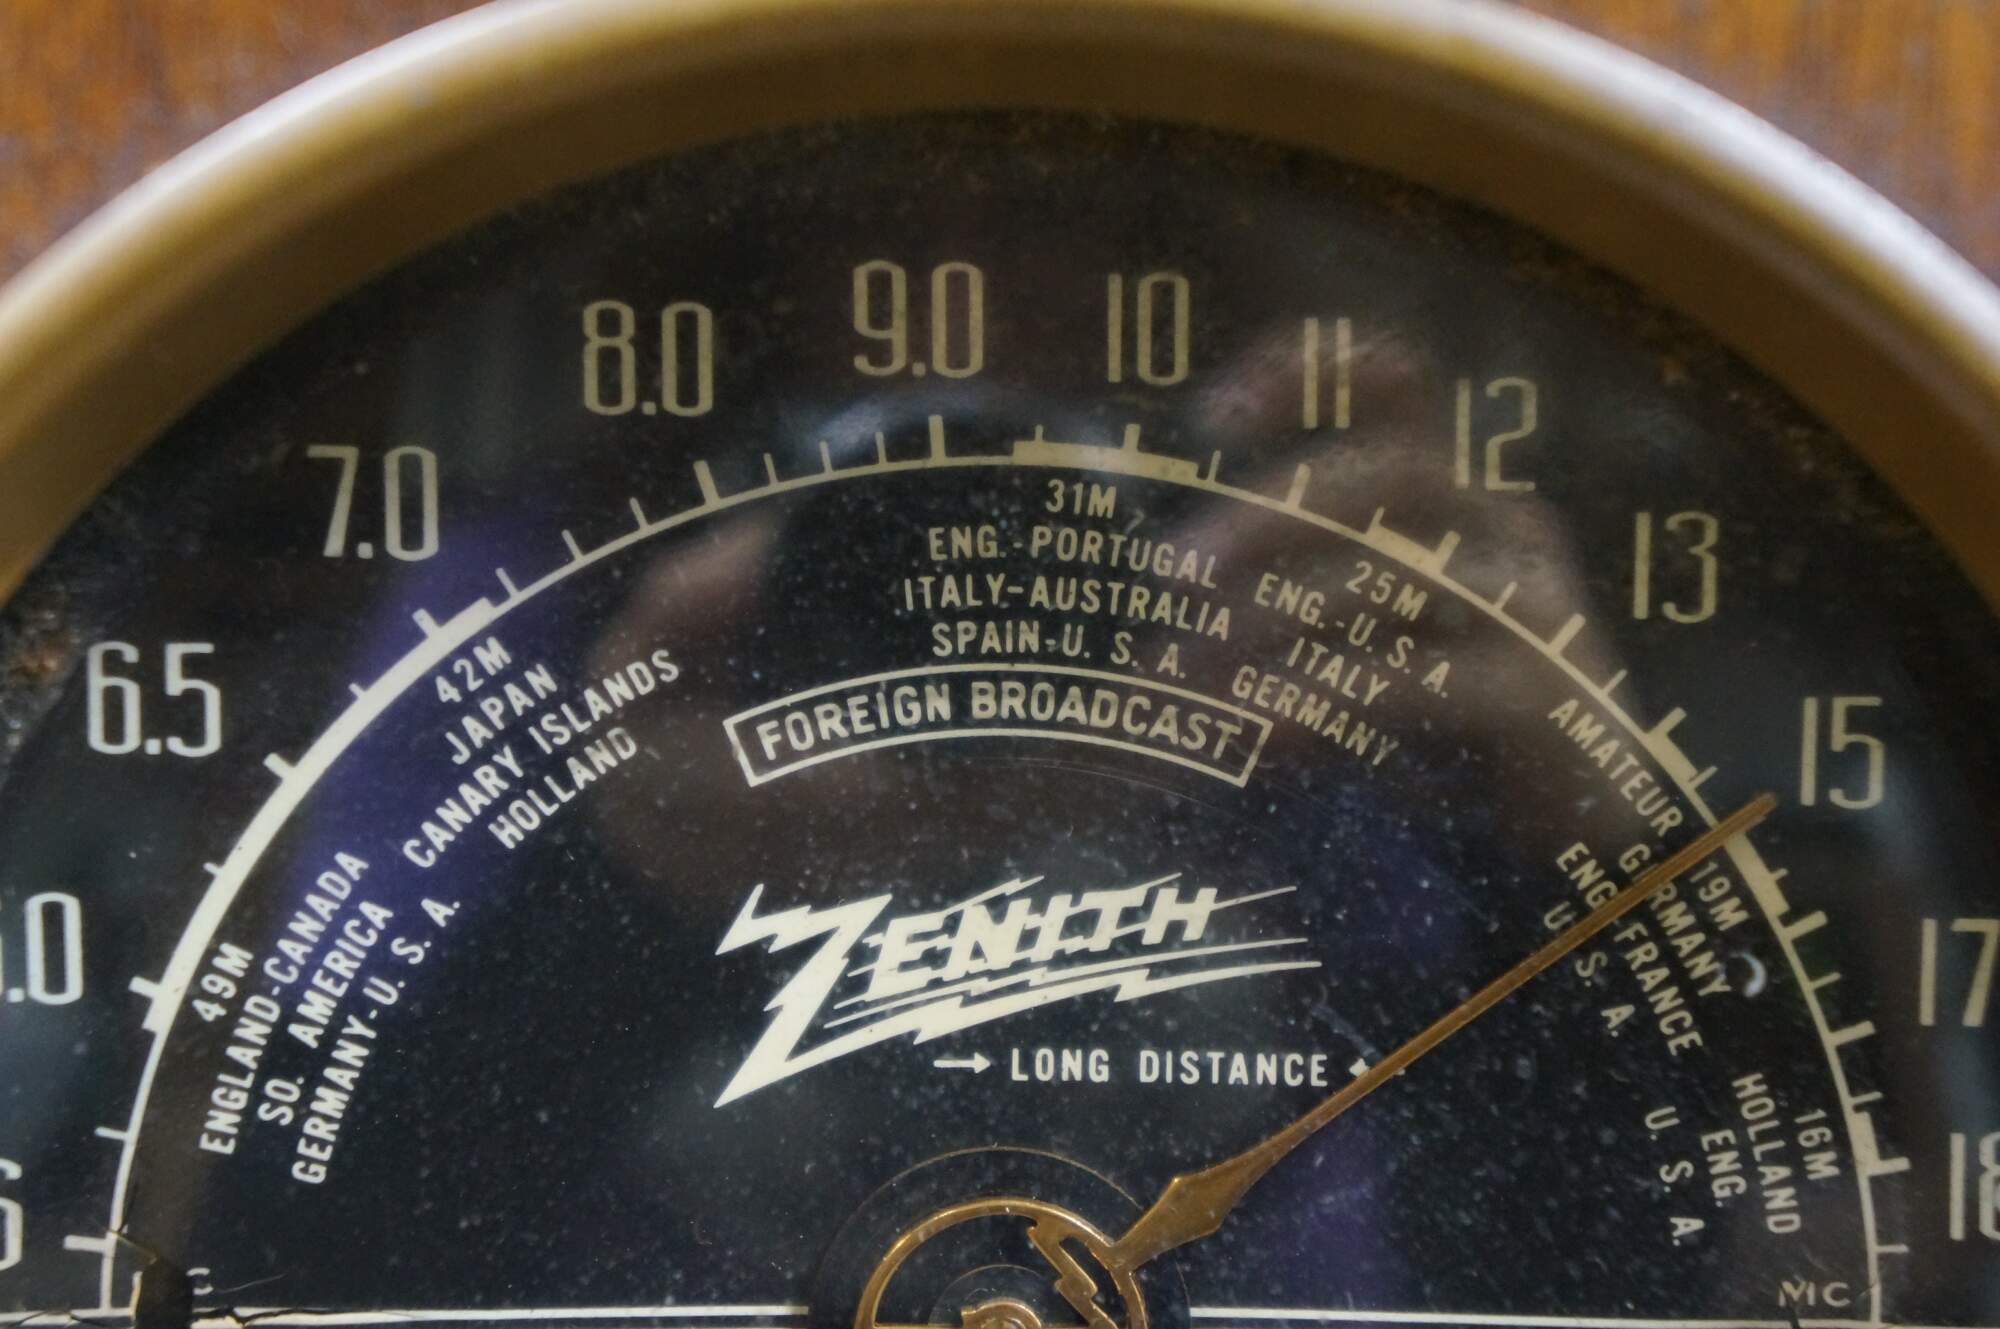 6.0
6.5
7.0
8.0
9.0
10
11
12
13
15
17
18
49M
ENGLAND-CANADA
SO. AMERICA
GERMANY-U. S. A.
42M
JAPAN
CANARY ISLANDS
HOLLAND
31M
ENG.-PORTUGAL
ITALY-AUSTRALIA
SPAIN-U. S. A.
25M
ENG.-U. S. A.
ITALY
GERMANY
AMATEUR
19M
GERMANY
ENG.-FRANCE
U. S. A.
16M
HOLLAND
ENG.
U. S. A.
FOREIGN BROADCAST
ZENITH
→ LONG DISTANCE ←
MC